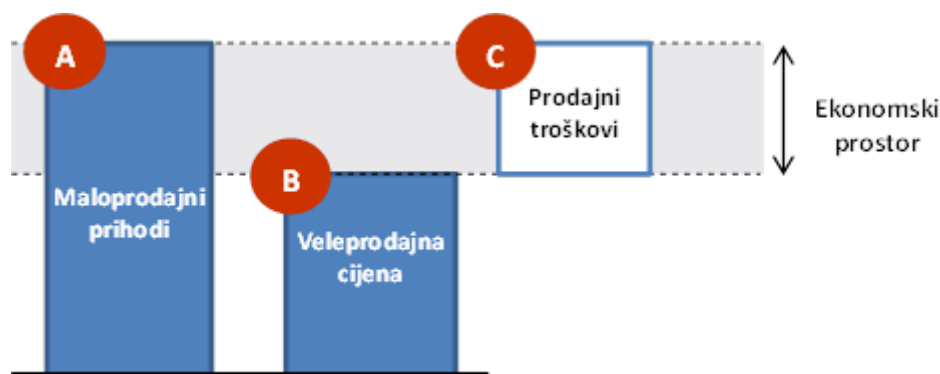 A
Maloprodajni
prihodi
B
Veleprodajna
cijena
C
Prodajni
troškovi
Ekonomski
prostor